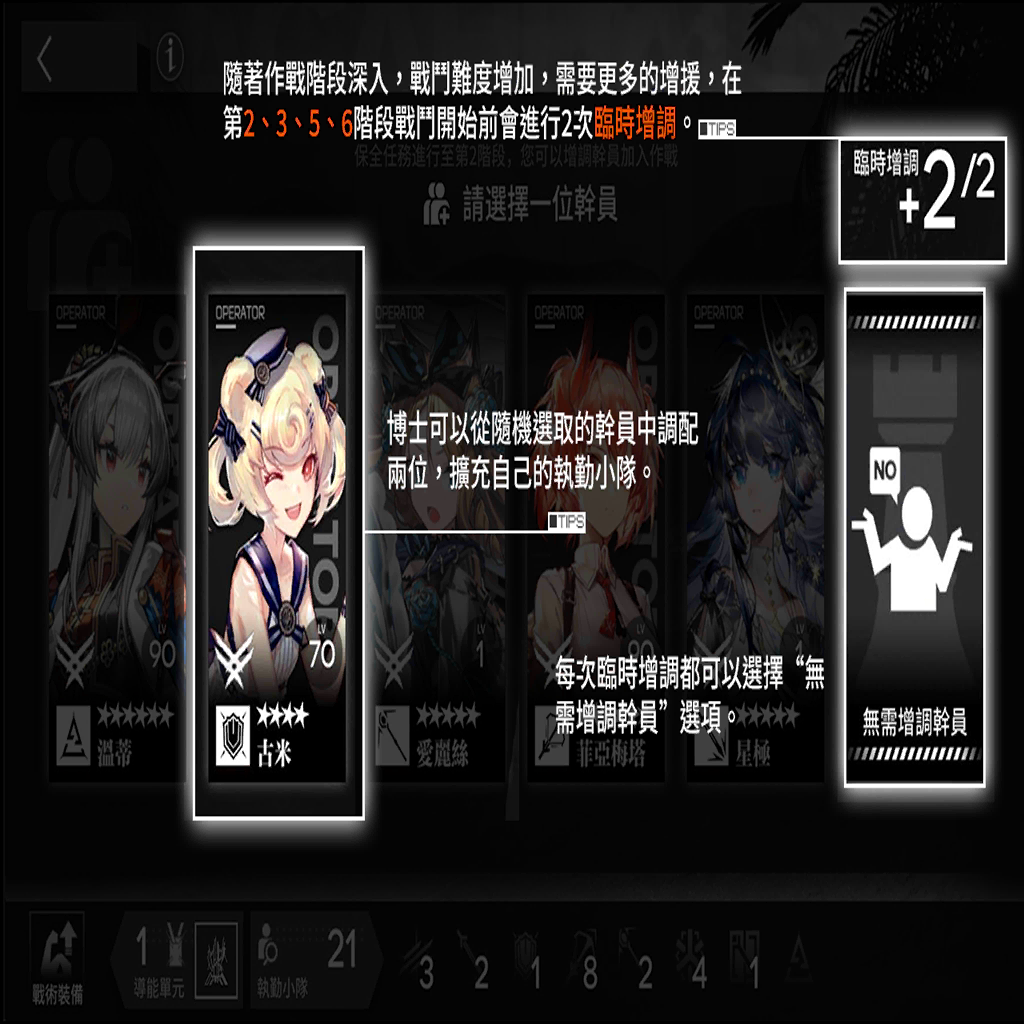 隨著作戰階段深入，戰鬥難度增加，需要更多的增援，在
第2、3、5、6階段戰鬥開始前會進行2次臨時增調。
TIPS
保全任務進行至第2階段，您可以增調幹員加入作戰
請選擇一位幹員
臨時增調
+2/2
OPERATOR
OPERATOR
OPERATOR
OPERATOR
OPERATOR
NO
博士可以從隨機選取的幹員中調配
兩位，擴充自己的執勤小隊。
TIPS
LV
90
LV
70
LV
1
LV
90
LV
1
每次臨時增調都可以選擇“無
需增調幹員”選項。
溫蒂
古米
愛麗絲
菲亞梅塔
星極
無需增調幹員
戰術裝備
1
導能單元
21
執勤小隊
3
2
1
8
2
4
1